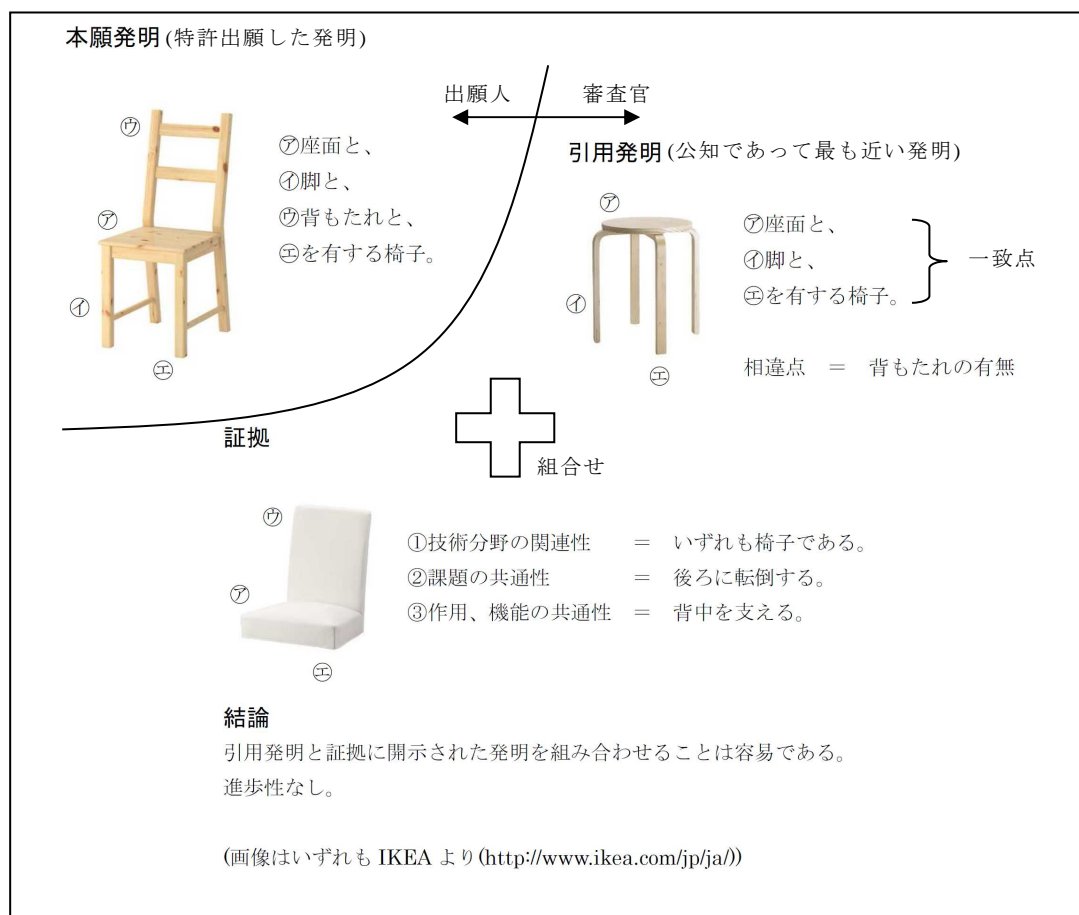 本願発明(特許出願した発明)
出願人 審査官
㋒
㋐座面と、
㋑脚と、
㋒背もたれと、
㋓を有する椅子。
㋐
㋑
㋓
引用発明(公知であって最も近い発明)
㋐
㋐座面と、
㋑脚と、
㋓を有する椅子。
一致点
㋑
㋓
相違点 = 背もたれの有無
証拠
組合せ
㋒
㋐
㋓
①技術分野の関連性 = いずれも椅子である。
②課題の共通性 = 後ろに転倒する。
③作用、機能の共通性 = 背中を支える。
結論
引用発明と証拠に開示された発明を組み合わせることは容易である。
進歩性なし。
(画像はいずれも IKEA より(http://www.ikea.com/jp/ja/))